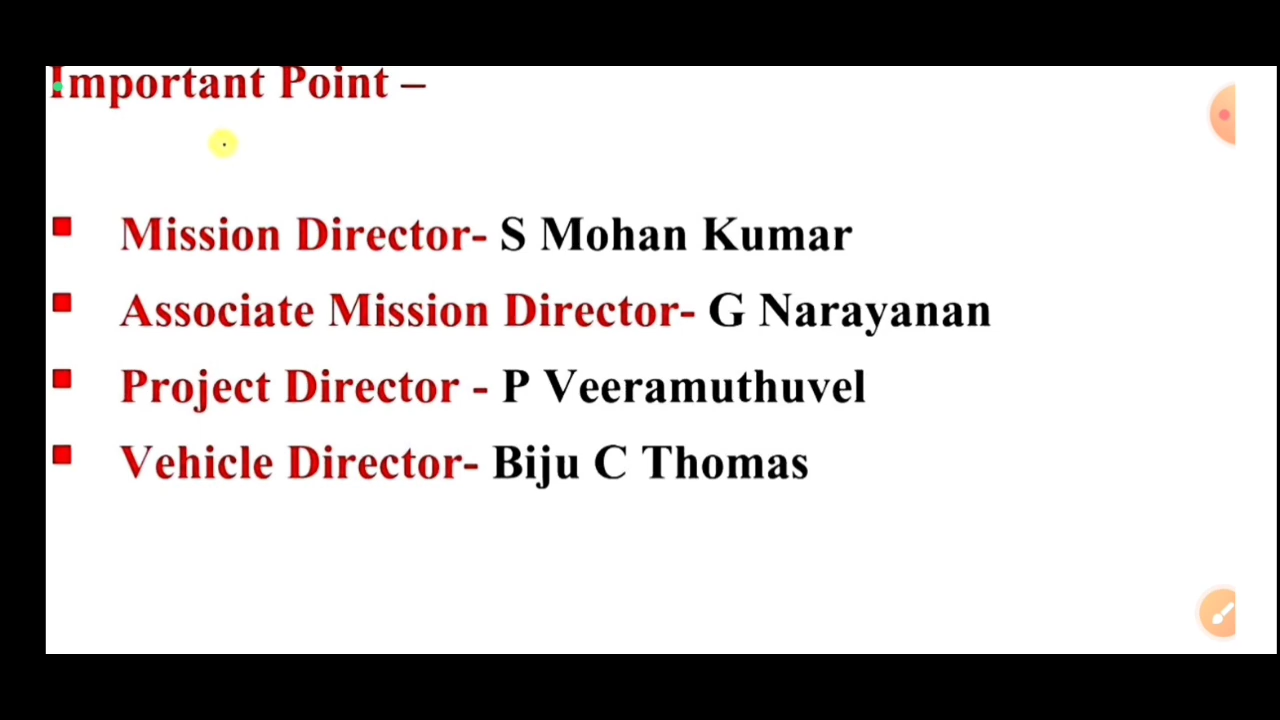 Important Point –
Mission Director- S Mohan Kumar
Associate Mission Director- G Narayanan
Project Director - P Veeramuthuvel
Vehicle Director- Biju C Thomas